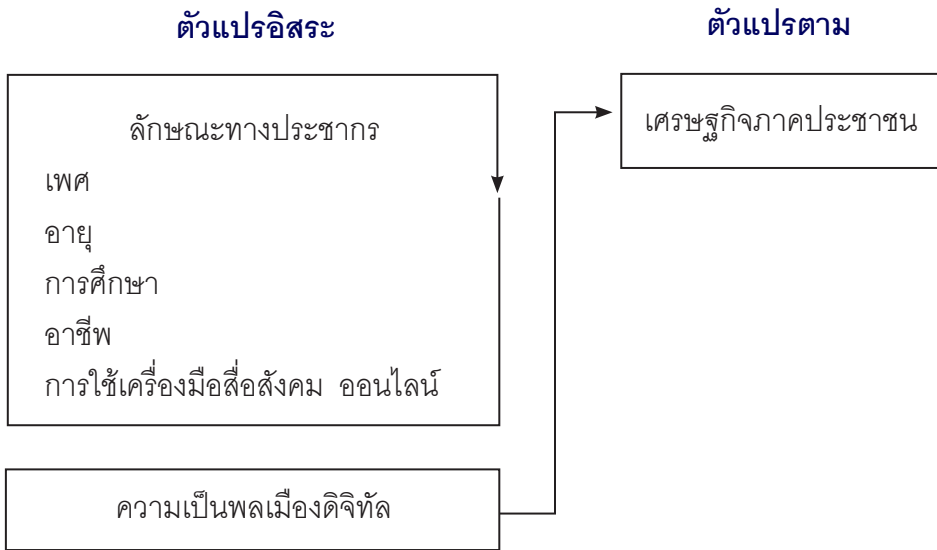 ตัวแปรอิสระ
ตัวแปรตาม
ลักษณะทางประชากร
เพศ
อายุ
การศึกษา
อาชีพ
การใช้เครื่องมือสื่อสังคม ออนไลน์
เศรษฐกิจภาคประชาชน
ความเป็นพลเมืองดิจิทัล